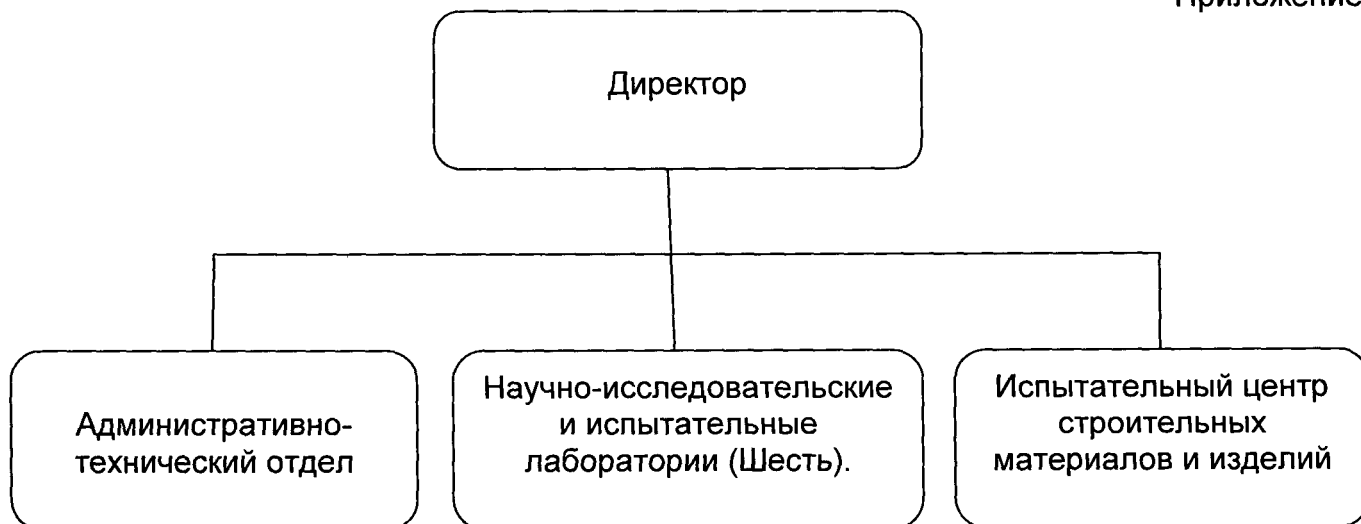 Приложение
Директор
Административно-
технический отдел
Научно-исследовательские
и испытательные
лаборатории (Шесть).
Испытательный центр
строительных
материалов и изделий